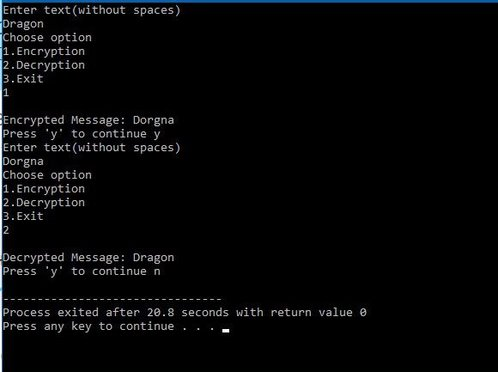 Enter text(without spaces)
Dragon
Choose option
1.Encryption
2.Decryption
3.Exit
1
Encrypted Message: Dorgna
Press 'y' to continue y
Enter text(without spaces)
Dorgna
Choose option
1.Encryption
2.Decryption
3.Exit
2
Decrypted Message: Dragon
Press 'y' to continue n
--------------------------------
Process exited after 20.8 seconds with return value 0
Press any key to continue . . .